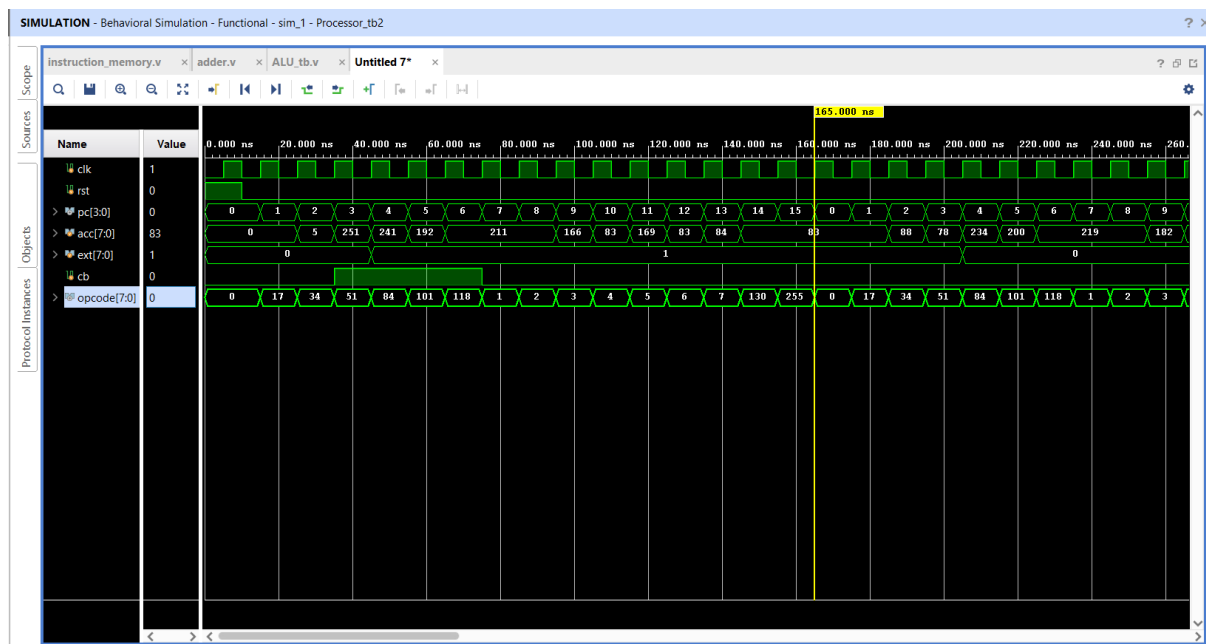 SIMULATION - Behavioral Simulation - Functional - sim_1 - Processor_tb2 ? ×
Scope
Sources
Objects
Protocol Instances
instruction_memory.v × adder.v × ALU_tb.v × Untitled 7* ×
165.000 ns
Name Value 0.000 ns 20.000 ns 40.000 ns 60.000 ns 80.000 ns 100.000 ns 120.000 ns 140.000 ns 160.000 ns 180.000 ns 200.000 ns 220.000 ns 240.000 ns 260.
clk 1
rst 0
> pc[3:0] 0 0 1 2 3 4 5 6 7 8 9 10 11 12 13 14 15 0 1 2 3 4 5 6 7 8 9
> acc[7:0] 83 0 5 251 241 192 211 166 83 169 83 84 83 88 78 234 200 219 182
> ext[7:0] 1 0 1 0
cb 0
> opcode[7:0] 0 0 17 34 51 84 101 118 1 2 3 4 5 6 7 130 255 0 17 34 51 84 101 118 1 2 3